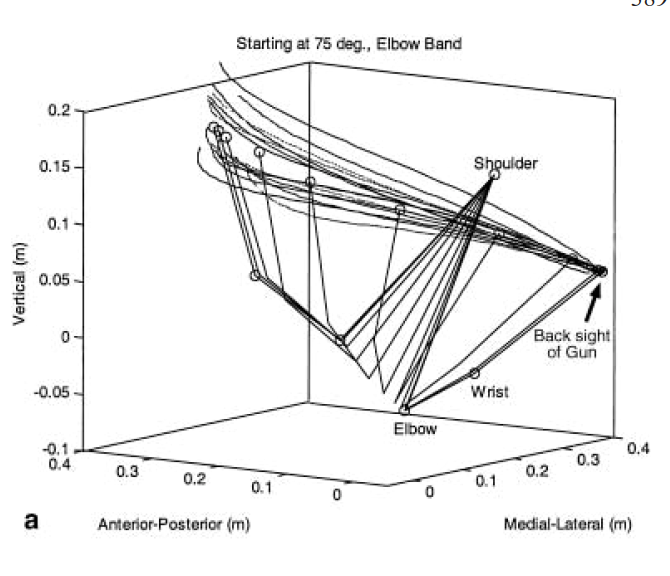 389
Starting at 75 deg., Elbow Band
0.2
0.15
0.1
0.05
0
-0.05
-0.1
Vertical (m)
Shoulder
Back sight
of Gun
Wrist
Elbow
0.4
0.3
0.2
0.1
0
0
0.1
0.2
0.3
0.4
a
Anterior-Posterior (m)
Medial-Lateral (m)